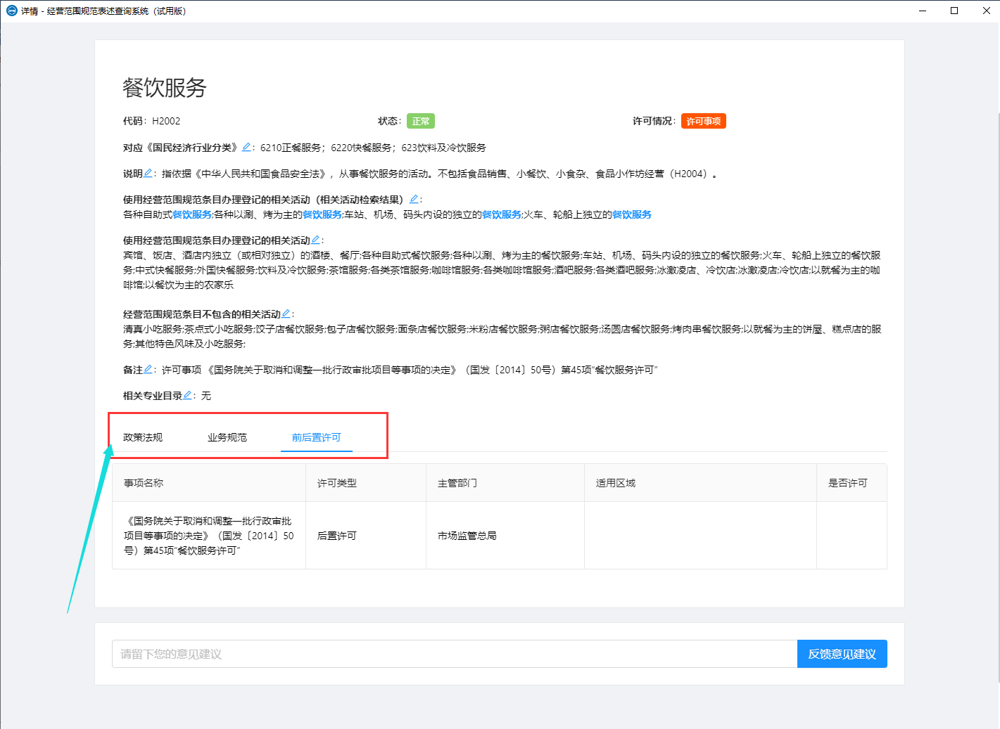 详情 - 经营范围规范表述查询系统（试用版）
餐饮服务
代码：H2002
状态：正常
许可情况：许可事项
对应《国民经济行业分类》：6210正餐服务；6220快餐服务；623饮料及冷饮服务
说明：指依据《中华人民共和国食品安全法》，从事餐饮服务的活动。不包括食品销售、小餐饮、小食杂、食品小作坊经营（H2004）。
使用经营范围规范条目办理登记的相关活动（相关活动检索结果）：
各种自助式餐饮服务;各种以涮、烤为主的餐饮服务;车站、机场、码头内设的独立的餐饮服务;火车、轮船上独立的餐饮服务
使用经营范围规范条目办理登记的相关活动：
宾馆、饭店、酒店内独立（或相对独立）的酒楼、餐厅;各种自助式餐饮服务;各种以涮、烤为主的餐饮服务;车站、机场、码头内设的独立的餐饮服务;火车、轮船上独立的餐饮服
务;中式快餐服务;外国快餐服务;饮料及冷饮服务;茶馆服务;各类茶馆服务;咖啡馆服务;各类咖啡馆服务;酒吧服务;各类酒吧服务;冰激凌店、冷饮店;冰激凌店;冷饮店;以就餐为主的咖
啡馆;以餐饮为主的农家乐
经营范围规范条目不包含的相关活动：
清真小吃服务;茶点式小吃服务;饺子店餐饮服务;包子店餐饮服务;面条店餐饮服务;米粉店餐饮服务;粥店餐饮服务;汤圆店餐饮服务;烤肉串餐饮服务;以就餐为主的饼屋、糕点店的服
务;其他特色风味及小吃服务;
备注：许可事项 《国务院关于取消和调整一批行政审批项目等事项的决定》（国发〔2014〕50号）第45项“餐饮服务许可”
相关专业目录：无
政策法规
业务规范
前后置许可
事项名称
许可类型
主管部门
适用区域
是否许可
《国务院关于取消和调整一批行政审批
项目等事项的决定》（国发〔2014〕50
号）第45项“餐饮服务许可”
后置许可
市场监管总局
请留下您的意见建议
反馈意见建议